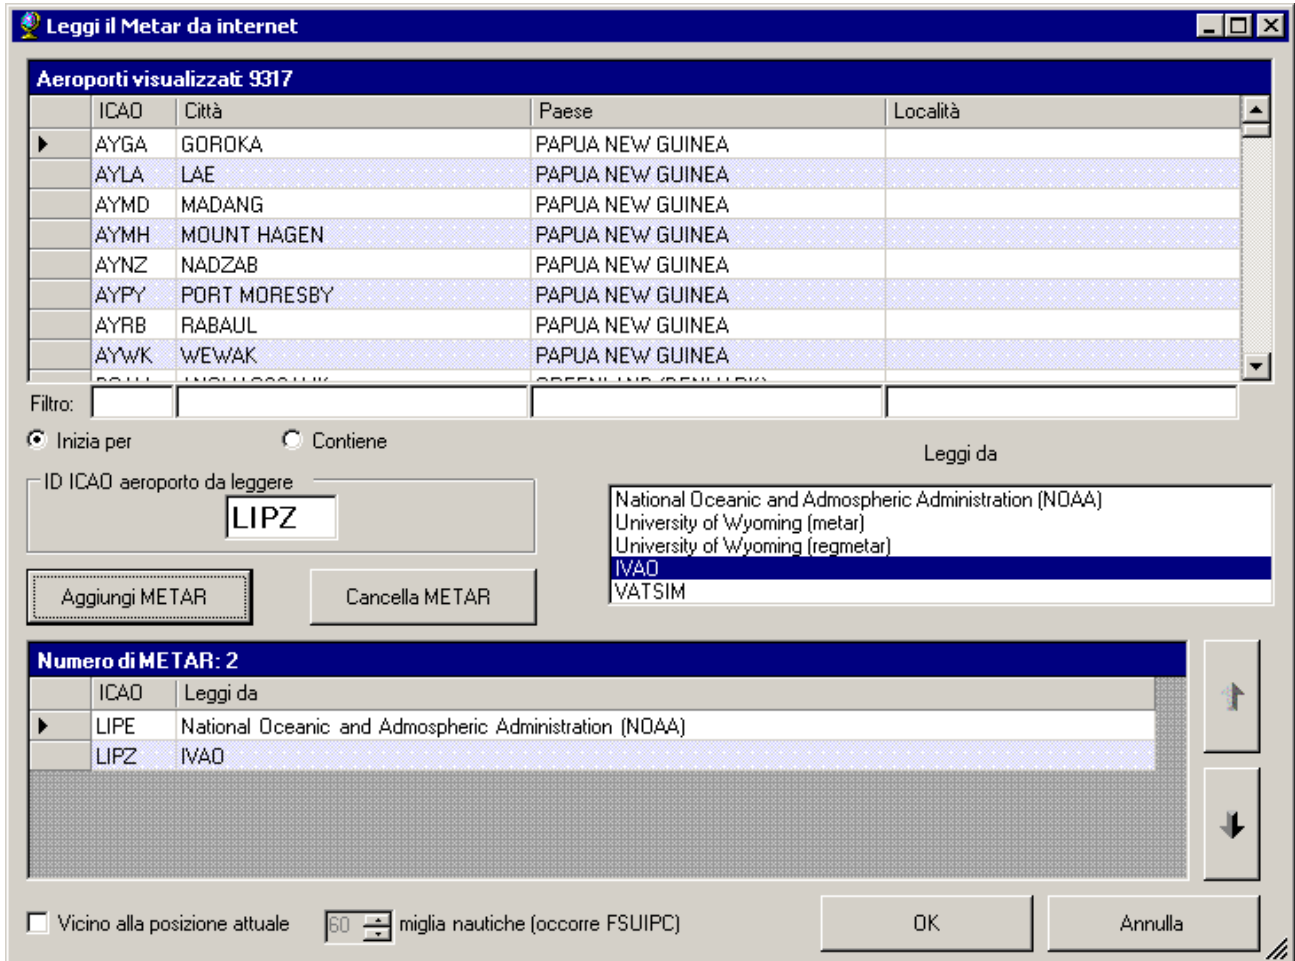 Leggi il Metar da internet
Aeroporti visualizzati: 9317
ICAO Città Paese Località
AYGA GOROKA PAPUA NEW GUINEA
AYLA LAE PAPUA NEW GUINEA
AYMD MADANG PAPUA NEW GUINEA
AYMH MOUNT HAGEN PAPUA NEW GUINEA
AYNZ NADZAB PAPUA NEW GUINEA
AYPY PORT MORESBY PAPUA NEW GUINEA
AYRB RABAUL PAPUA NEW GUINEA
AYWK WEWAK PAPUA NEW GUINEA
Filtro:
Inizia per Contiene
Leggi da
ID ICAO aeroporto da leggere
LIPZ
National Oceanic and Admospheric Administration (NOAA)
University of Wyoming (metar)
University of Wyoming (regmetar)
IVAO
VATSIM
Aggiungi METAR Cancella METAR
Numero di METAR: 2
ICAO Leggi da
LIPE National Oceanic and Admospheric Administration (NOAA)
LIPZ IVAO
Vicino alla posizione attuale 60 miglia nautiche (occorre FSUIPC) OK Annulla